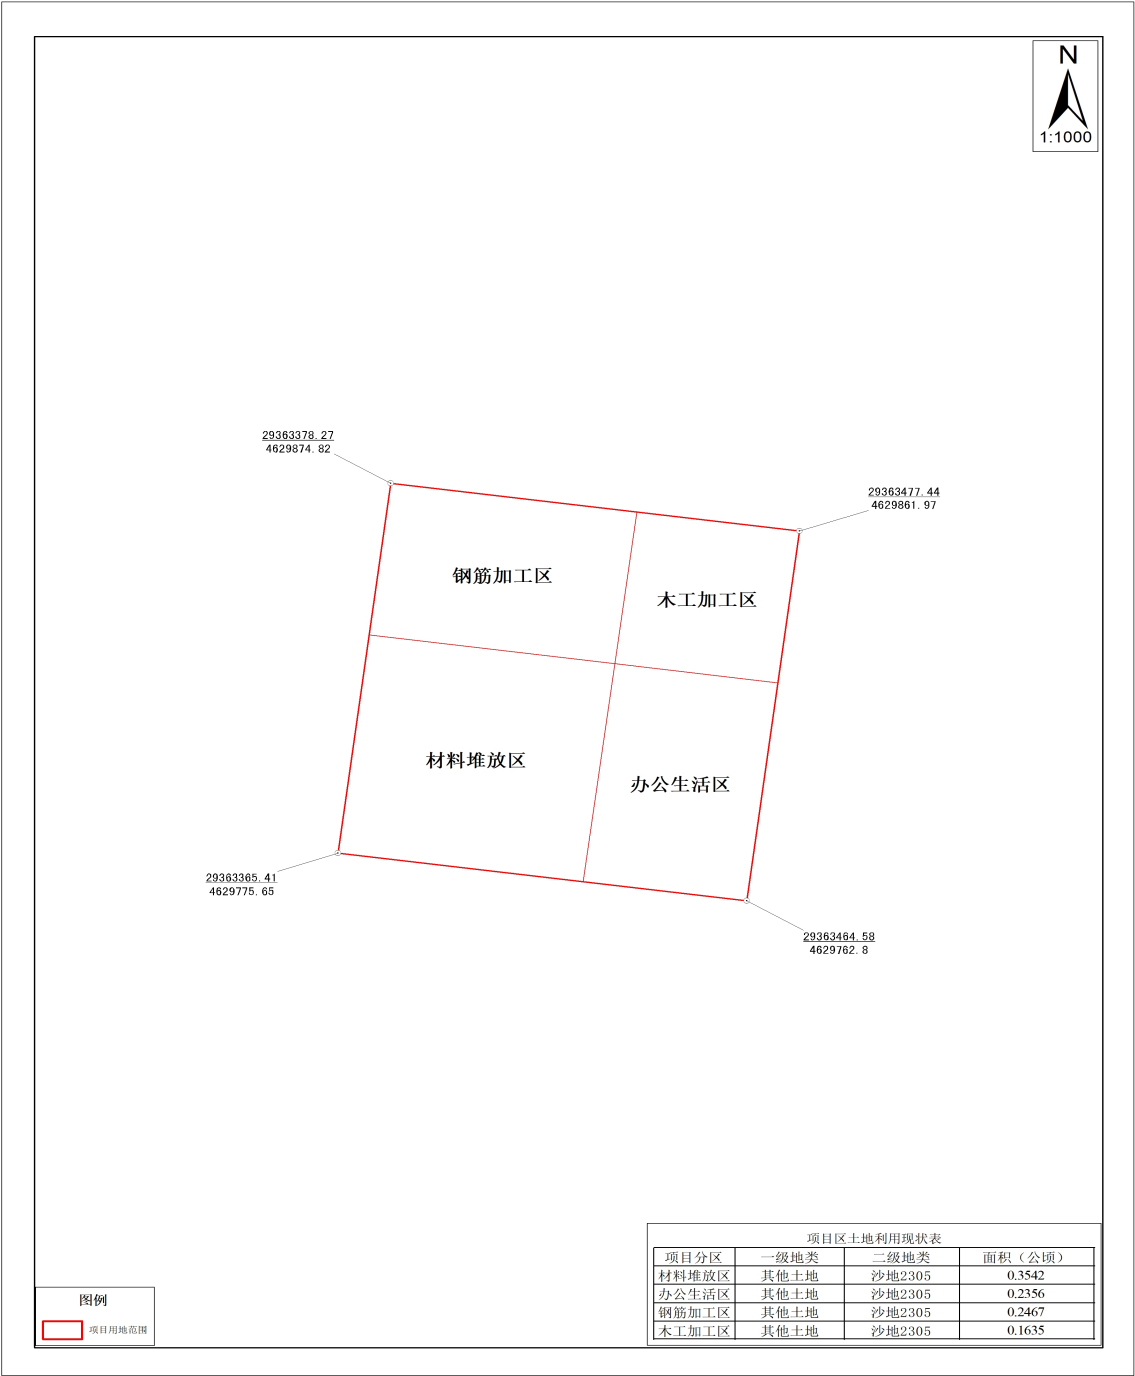 N
1:1000
29363378.27
4629874.82
29363477.44
4629861.97
钢筋加工区
木工加工区
材料堆放区
办公生活区
29363365.41
4629775.65
29363464.58
4629762.8
项目区土地利用现状表
项目分区 一级地类 二级地类 面积（公顷）
材料堆放区 其他土地 沙地2305 0.3542
办公生活区 其他土地 沙地2305 0.2356
钢筋加工区 其他土地 沙地2305 0.2467
木工加工区 其他土地 沙地2305 0.1635
图例
项目用地范围